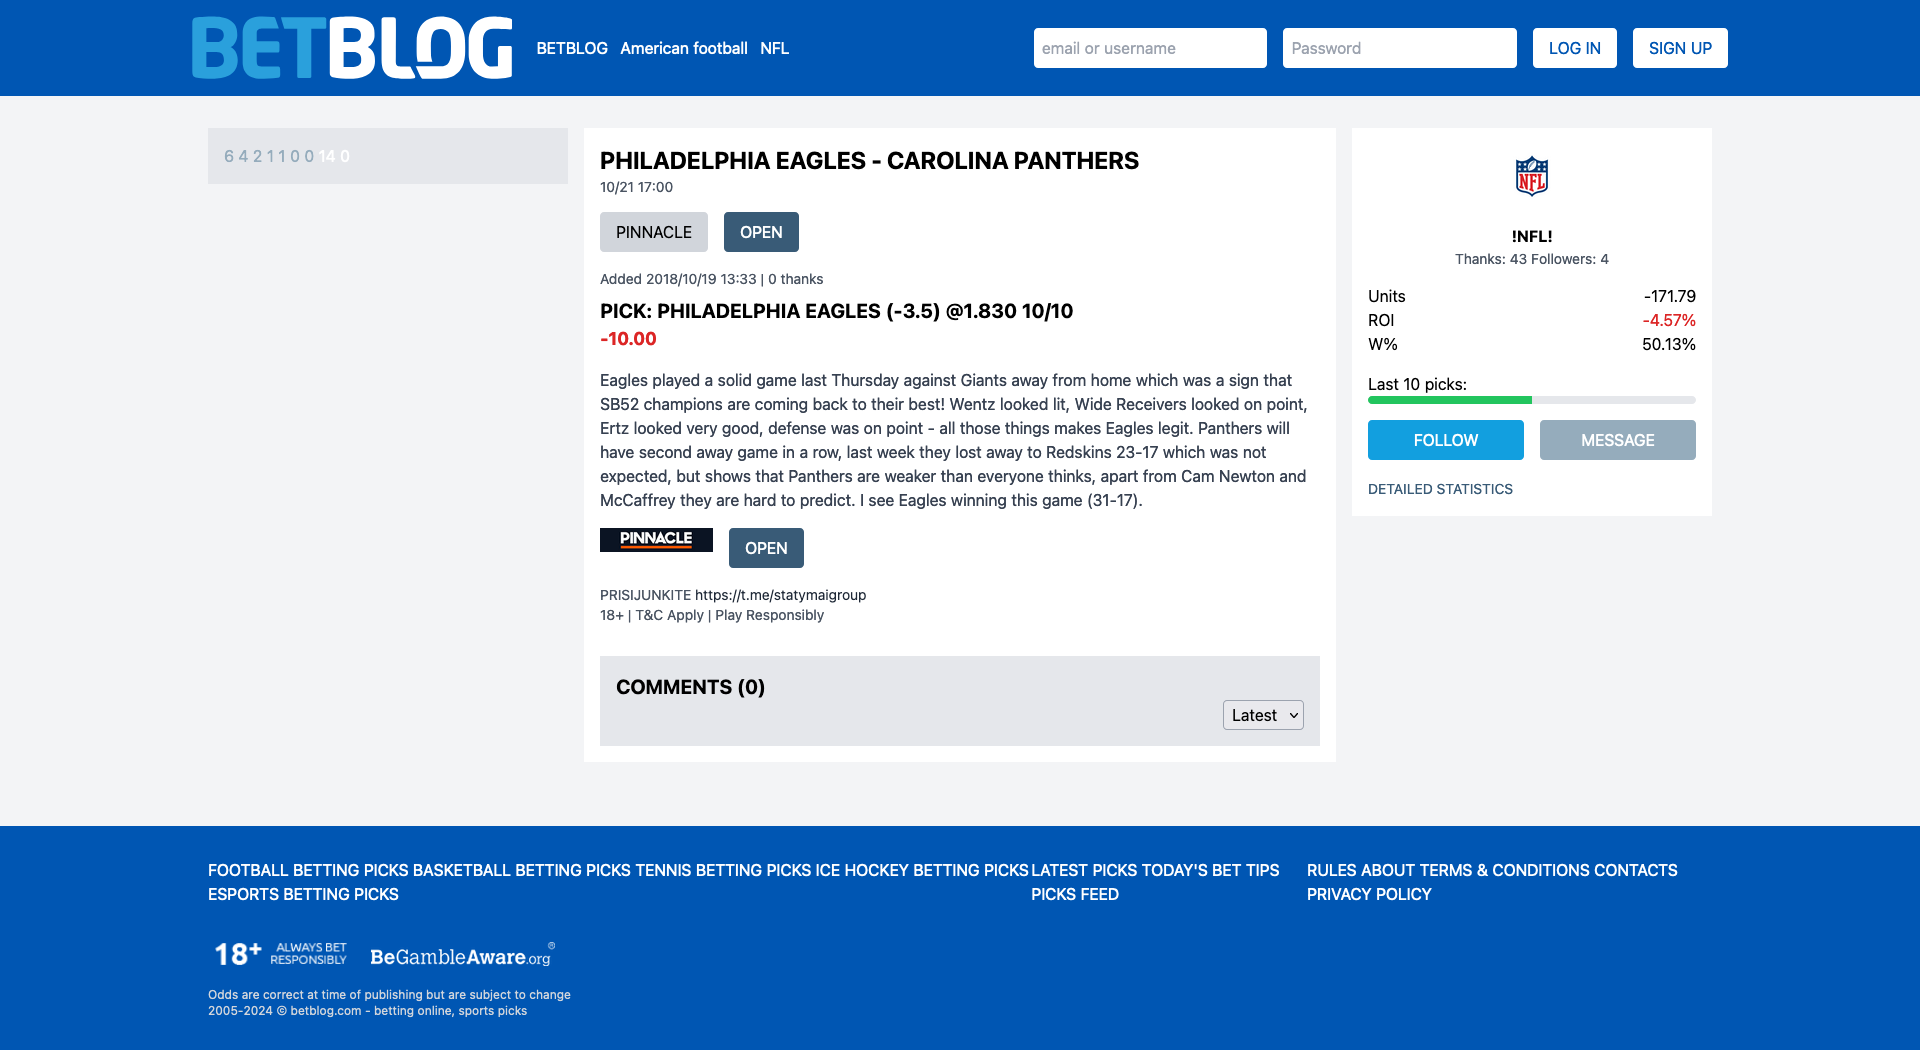 BETBLOG BETBLOG American football NFL email or username Password LOG IN SIGN UP
6 4 2 1 1 0 0 14 0
PHILADELPHIA EAGLES - CAROLINA PANTHERS
10/21 17:00
PINNACLE OPEN
Added 2018/10/19 13:33 | 0 thanks
PICK: PHILADELPHIA EAGLES (-3.5) @1.830 10/10
-10.00
Eagles played a solid game last Thursday against Giants away from home which was a sign that
SB52 champions are coming back to their best! Wentz looked lit, Wide Receivers looked on point,
Ertz looked very good, defense was on point - all those things makes Eagles legit. Panthers will
have second away game in a row, last week they lost away to Redskins 23-17 which was not
expected, but shows that Panthers are weaker than everyone thinks, apart from Cam Newton and
McCaffrey they are hard to predict. I see Eagles winning this game (31-17).
PINNACLE OPEN
PRISIJUNKITE https://t.me/statymaigroup
18+ | T&C Apply | Play Responsibly
COMMENTS (0)
Latest
NFL
!NFL!
Thanks: 43 Followers: 4
Units -171.79
ROI -4.57%
W% 50.13%
Last 10 picks:
FOLLOW MESSAGE
DETAILED STATISTICS
FOOTBALL BETTING PICKS BASKETBALL BETTING PICKS TENNIS BETTING PICKS ICE HOCKEY BETTING PICKS
ESPORTS BETTING PICKS
LATEST PICKS TODAY'S BET TIPS
PICKS FEED
RULES ABOUT TERMS & CONDITIONS CONTACTS
PRIVACY POLICY
18+ ALWAYS BET
RESPONSIBLY
BeGambleAware.org®
Odds are correct at time of publishing but are subject to change
2005-2024 © betblog.com - betting online, sports picks